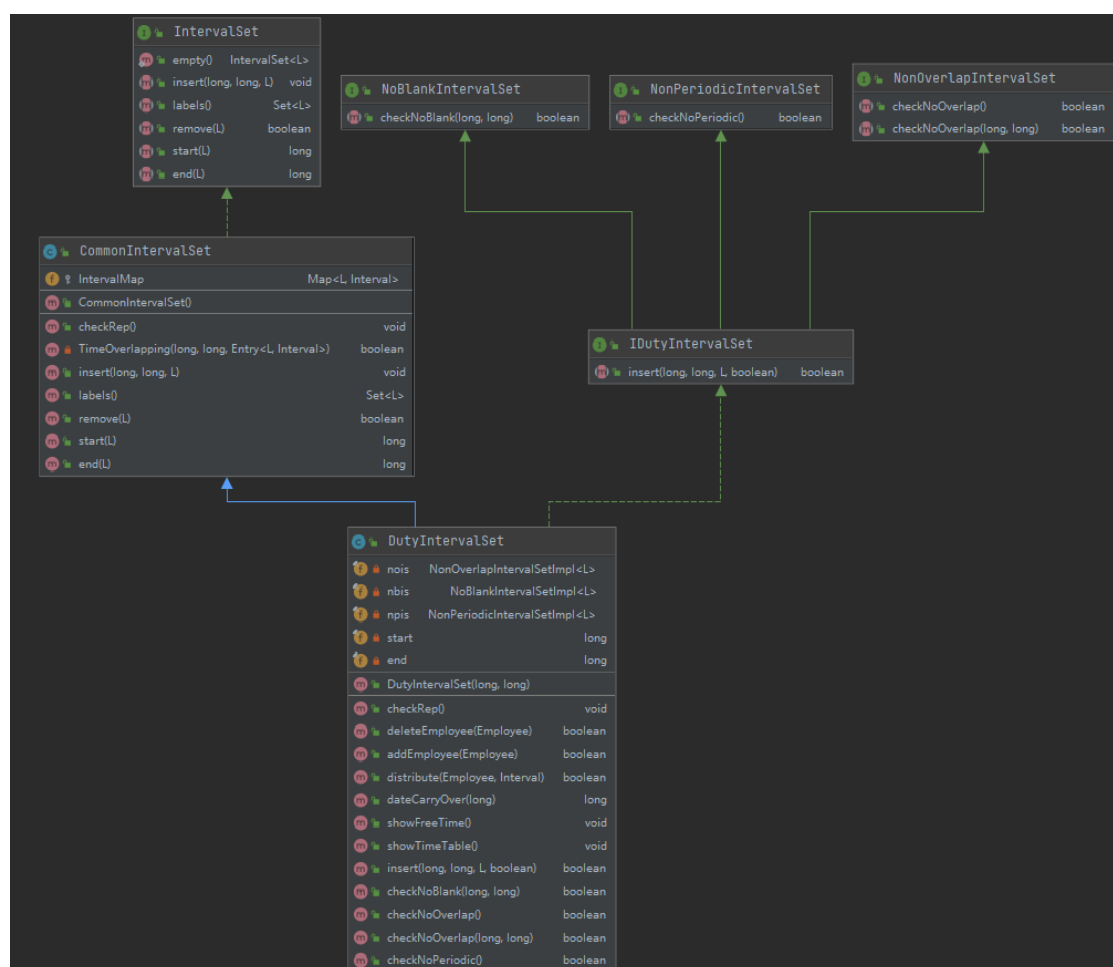 IntervalSet
empty() IntervalSet<L>
insert(long, long, L) void
labels() Set<L>
remove(L) boolean
start(L) long
end(L) long
NoBlankIntervalSet
checkNoBlank(long, long) boolean
NonPeriodicIntervalSet
checkNoPeriodic() boolean
NonOverlapIntervalSet
checkNoOverlap() boolean
checkNoOverlap(long, long) boolean
CommonIntervalSet
IntervalMap Map<L, Interval>
CommonIntervalSet()
checkRep() void
TimeOverlapping(long, long, Entry<L, Interval>) boolean
insert(long, long, L) void
labels() Set<L>
remove(L) boolean
start(L) long
end(L) long
IDutyIntervalSet
insert(long, long, L, boolean) boolean
DutyIntervalSet
nois NonOverlapIntervalSetImpl<L>
nbis NoBlankIntervalSetImpl<L>
npis NonPeriodicIntervalSetImpl<L>
start long
end long
DutyIntervalSet(long, long)
checkRep() void
deleteEmployee(Employee) boolean
addEmployee(Employee) boolean
distribute(Employee, Interval) boolean
dateCarryOver(long) long
showFreeTime() void
showTimeTable() void
insert(long, long, L, boolean) boolean
checkNoBlank(long, long) boolean
checkNoOverlap() boolean
checkNoOverlap(long, long) boolean
checkNoPeriodic() boolean